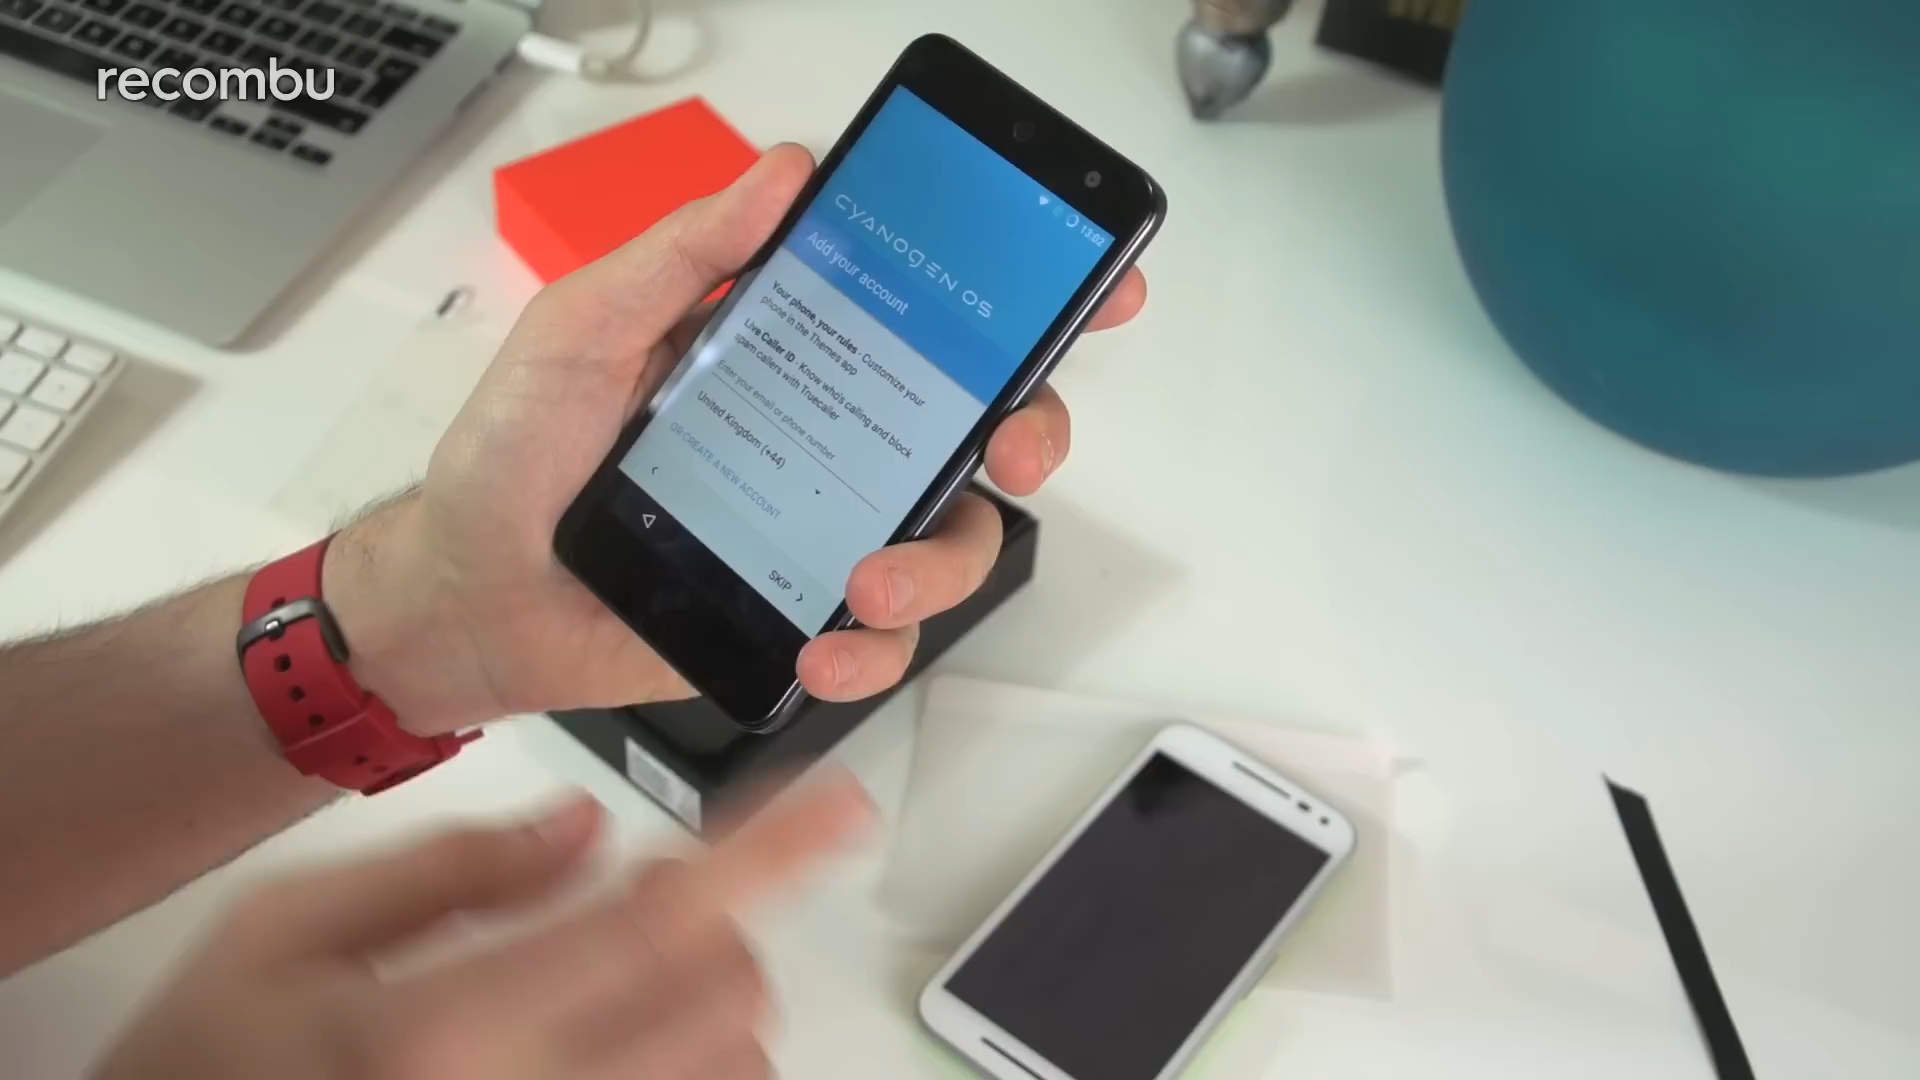 recombu
13:02
CYANOGEN OS
Add your account
Your phone, your rules - Customize your
phone in the Themes app
Live Caller ID - Know who's calling and block
spam callers with Truecaller
Enter your email or phone number
United Kingdom (+44)
OR CREATE A NEW ACCOUNT
SKIP